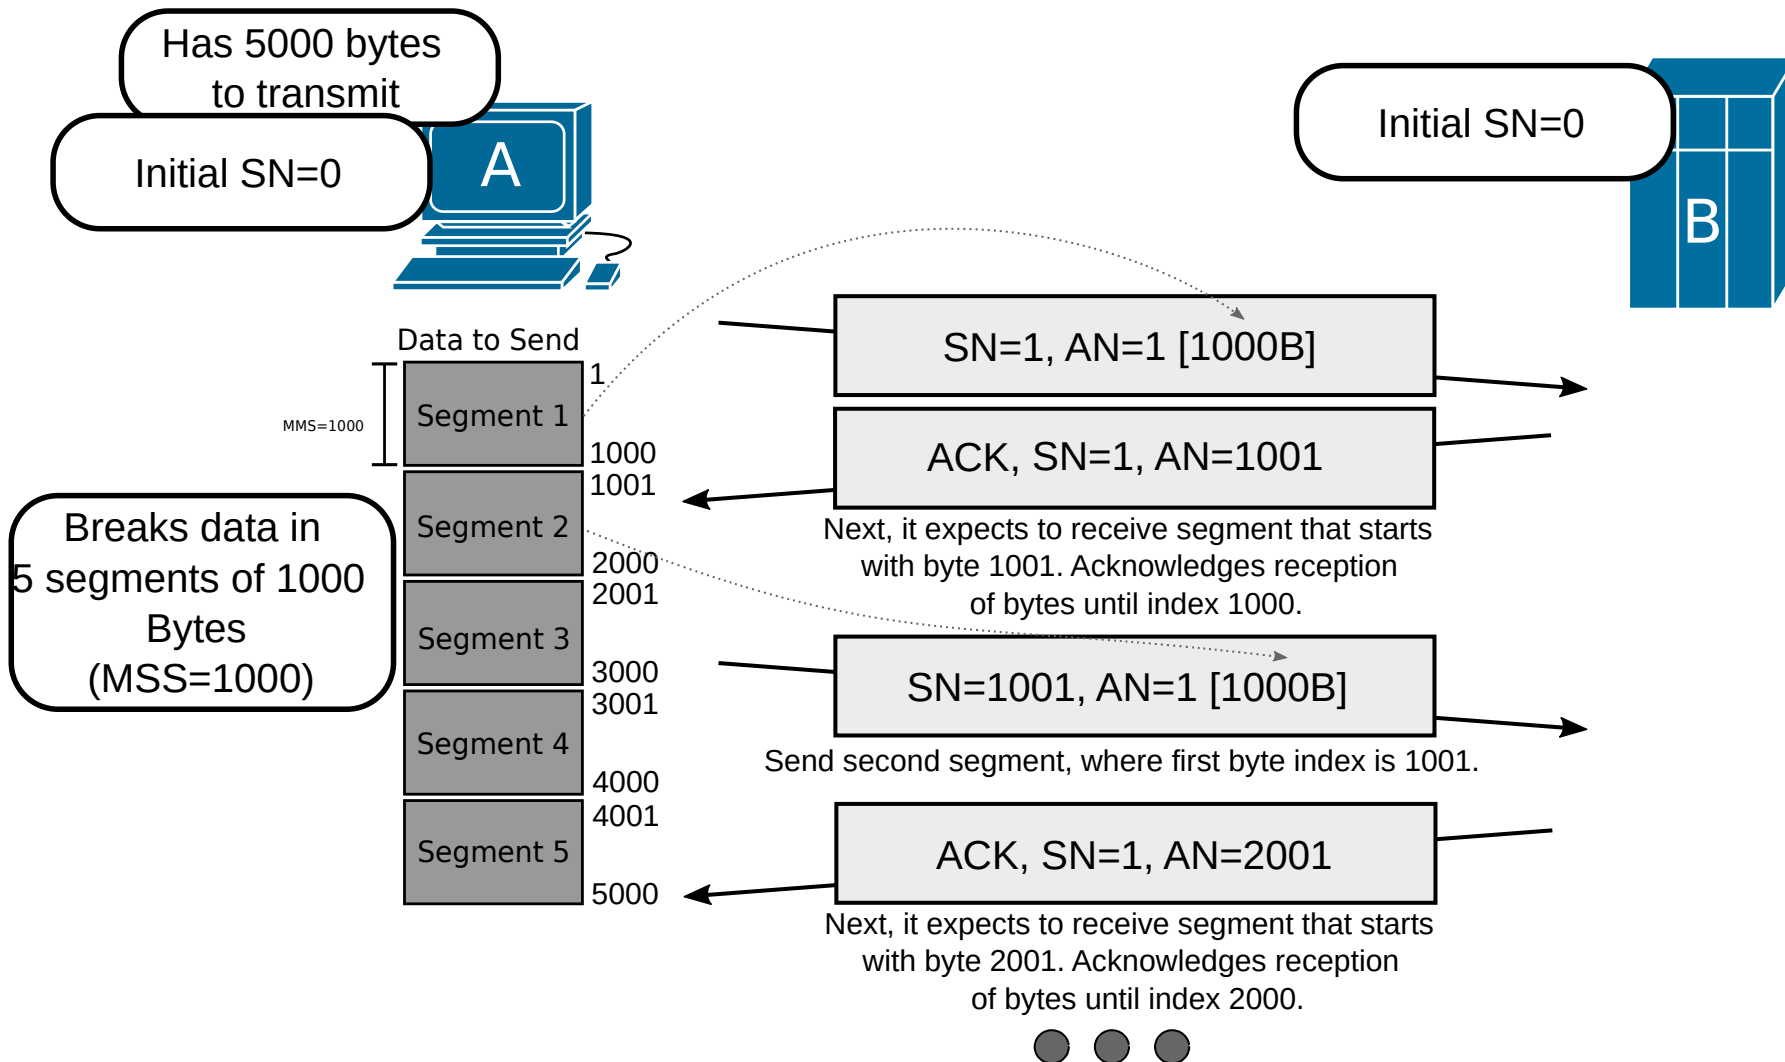 Has 5000 bytes
to transmit
Initial SN=0
A
Initial SN=0
B
Data to Send
MMS=1000
Segment 1
1
1000
Segment 2
1001
2000
Segment 3
2001
3000
Segment 4
3001
4000
Segment 5
4001
5000
Breaks data in
5 segments of 1000
Bytes
(MSS=1000)
SN=1, AN=1 [1000B]
ACK, SN=1, AN=1001
Next, it expects to receive segment that starts
with byte 1001. Acknowledges reception
of bytes until index 1000.
SN=1001, AN=1 [1000B]
Send second segment, where first byte index is 1001.
ACK, SN=1, AN=2001
Next, it expects to receive segment that starts
with byte 2001. Acknowledges reception
of bytes until index 2000.